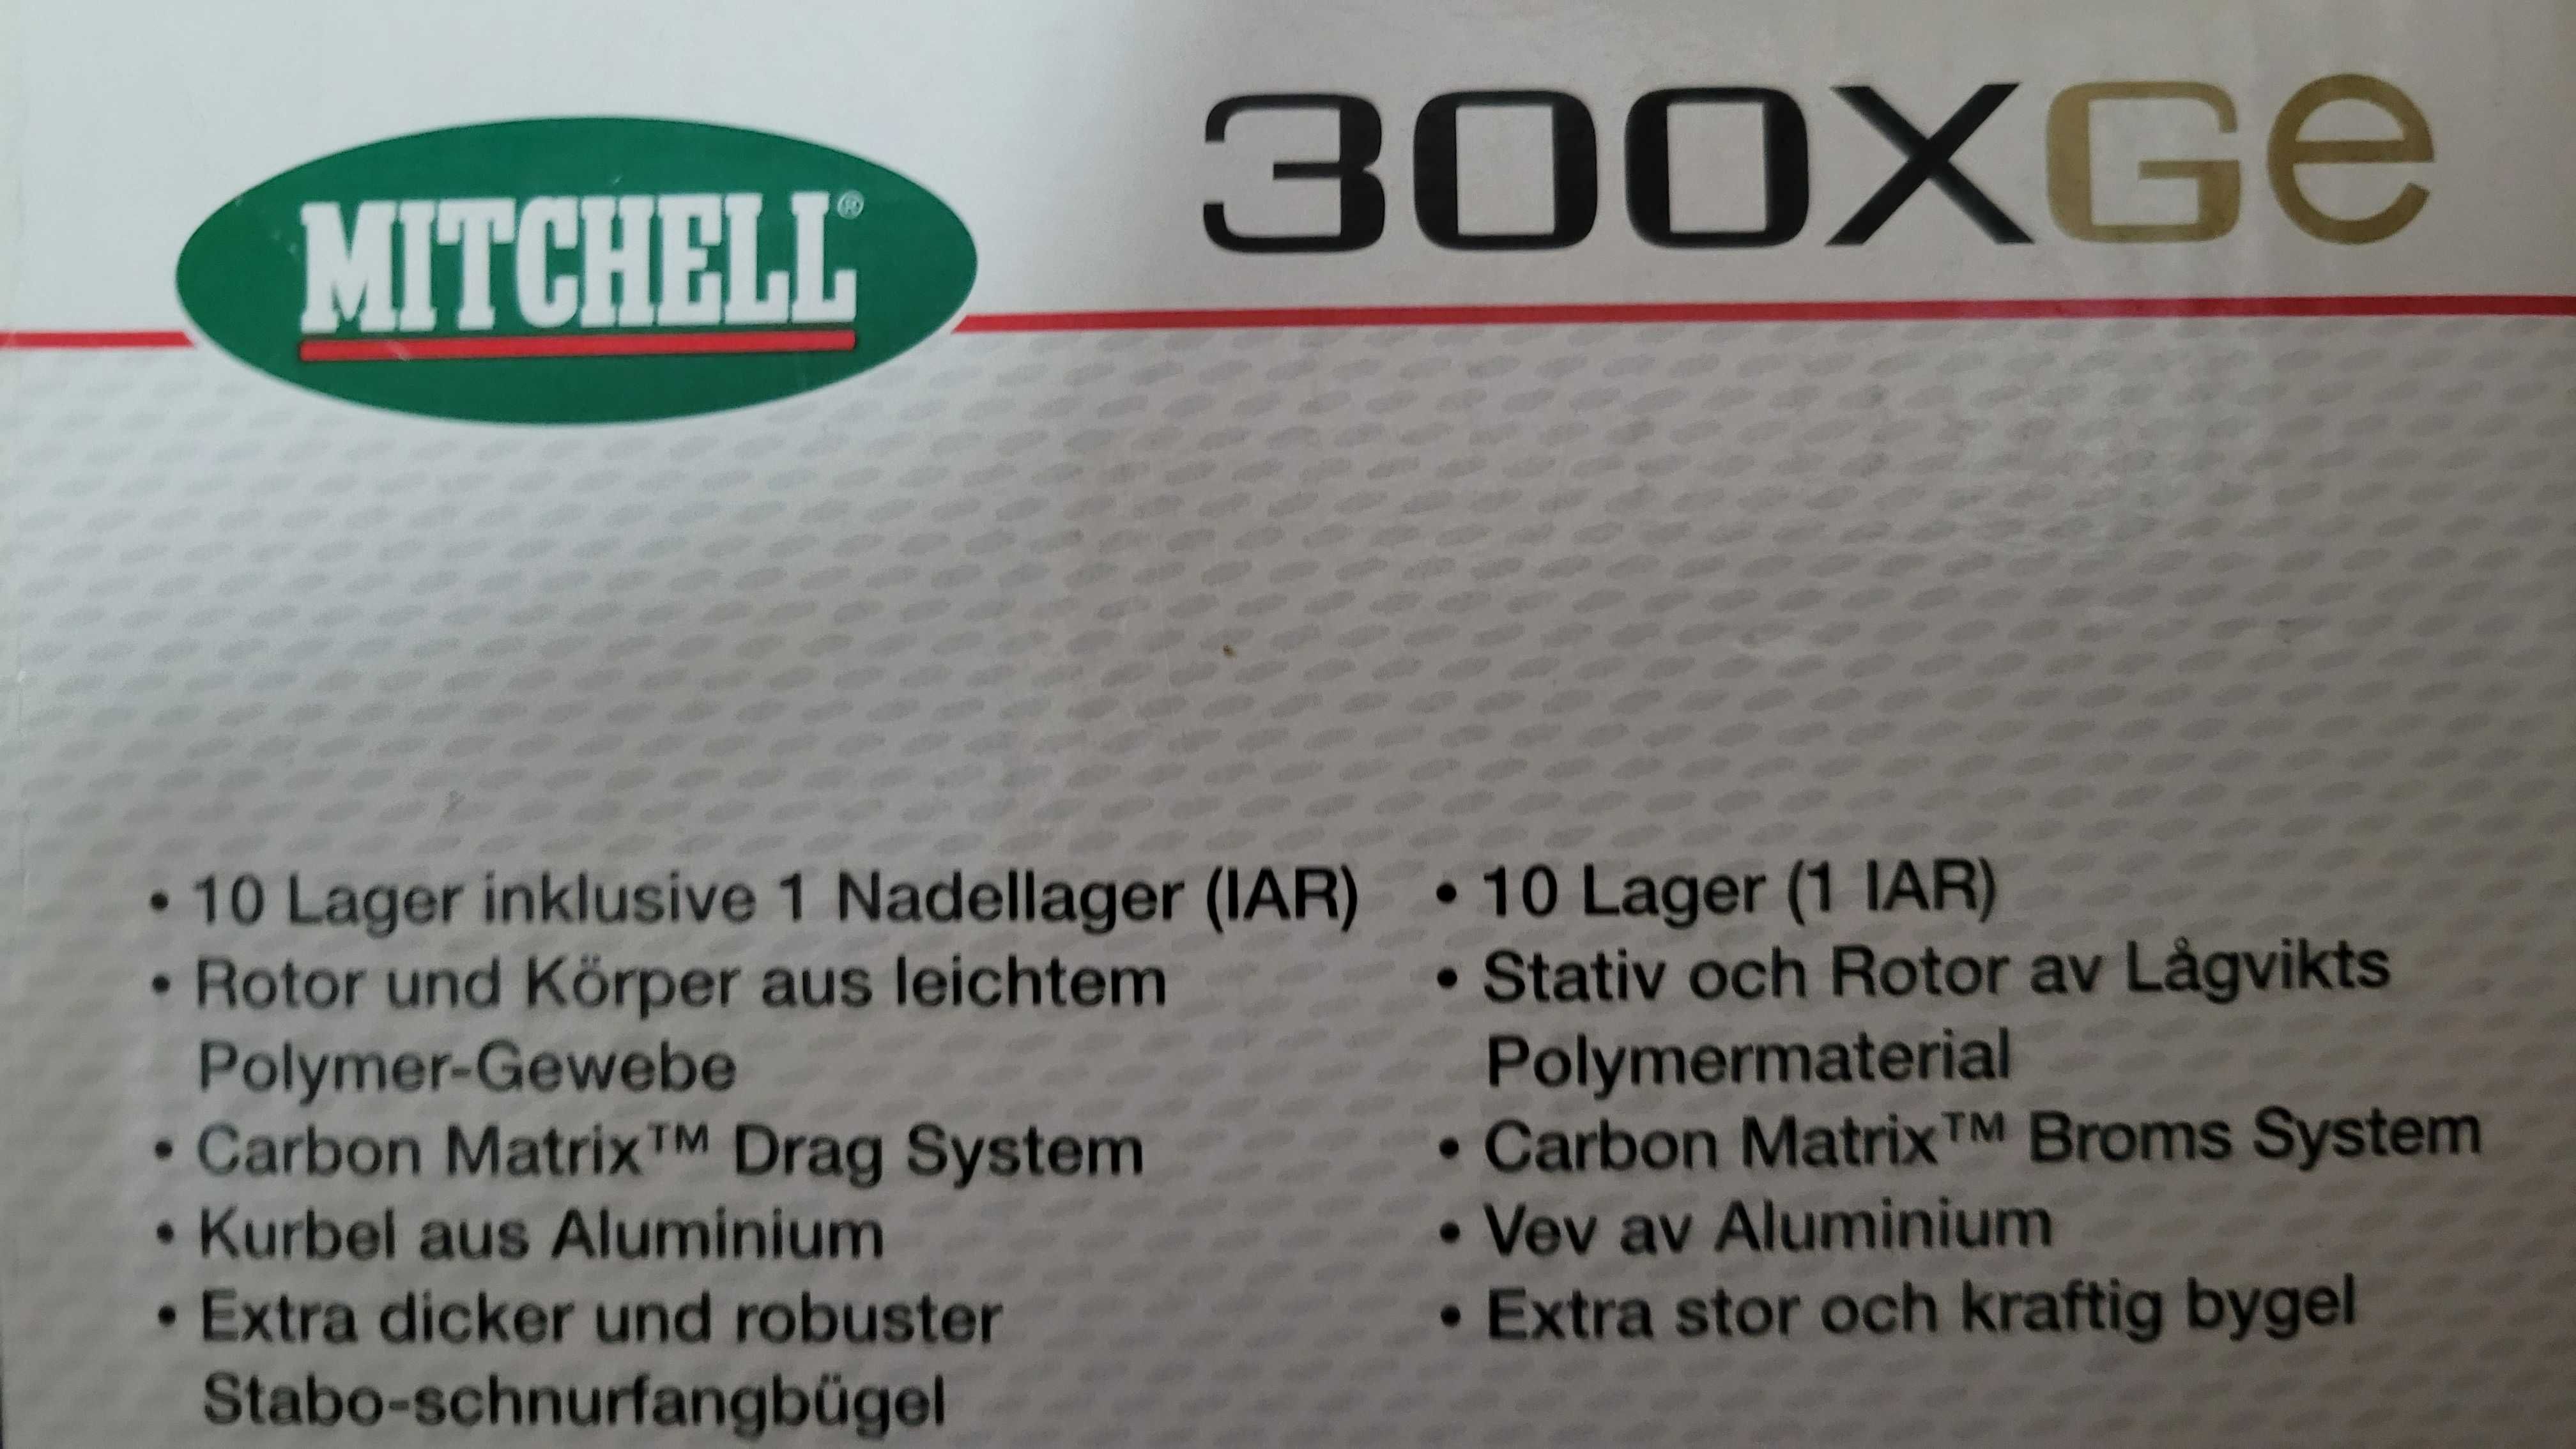 MITCHELL®
300XGe
• 10 Lager inklusive 1 Nadellager (IAR)
• Rotor und Körper aus leichtem
Polymer-Gewebe
• Carbon Matrix™ Drag System
• Kurbel aus Aluminium
• Extra dicker und robuster
Stabo-schnurfangbügel
• 10 Lager (1 IAR)
• Stativ och Rotor av Lågvikts
Polymermaterial
• Carbon Matrix™ Broms System
• Vev av Aluminium
• Extra stor och kraftig bygel